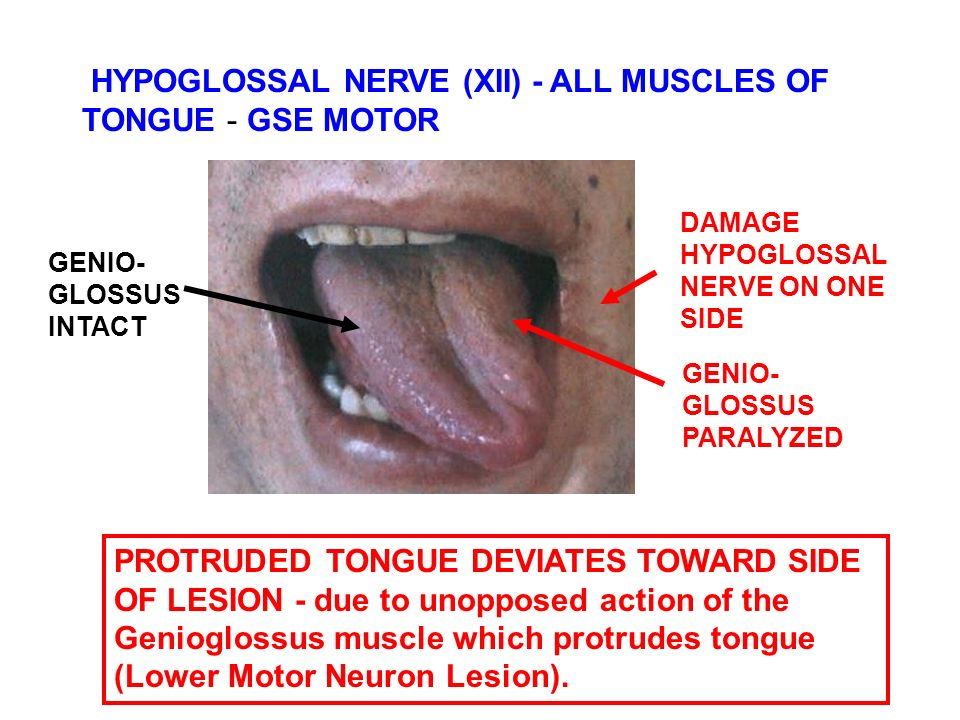 HYPOGLOSSAL NERVE (XII) - ALL MUSCLES OF
TONGUE - GSE MOTOR
GENIO-
GLOSSUS
INTACT
DAMAGE
HYPOGLOSSAL
NERVE ON ONE
SIDE
GENIO-
GLOSSUS
PARALYZED
PROTRUDED TONGUE DEVIATES TOWARD SIDE
OF LESION - due to unopposed action of the
Genioglossus muscle which protrudes tongue
(Lower Motor Neuron Lesion).